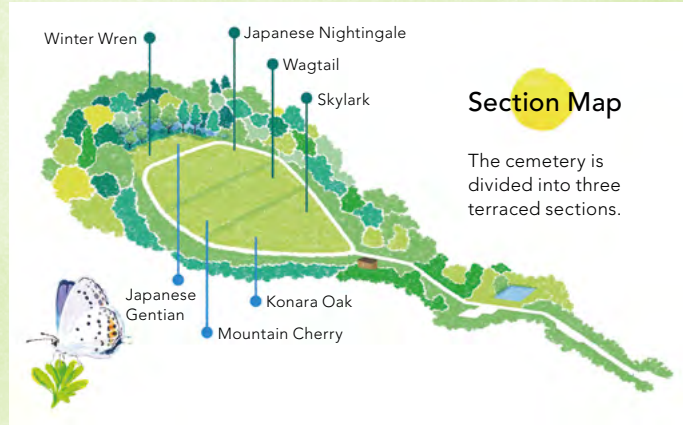 Winter Wren
Japanese Nightingale
Wagtail
Skylark
Section Map
The cemetery is
divided into three
terraced sections.
Japanese
Gentian
Konara Oak
Mountain Cherry